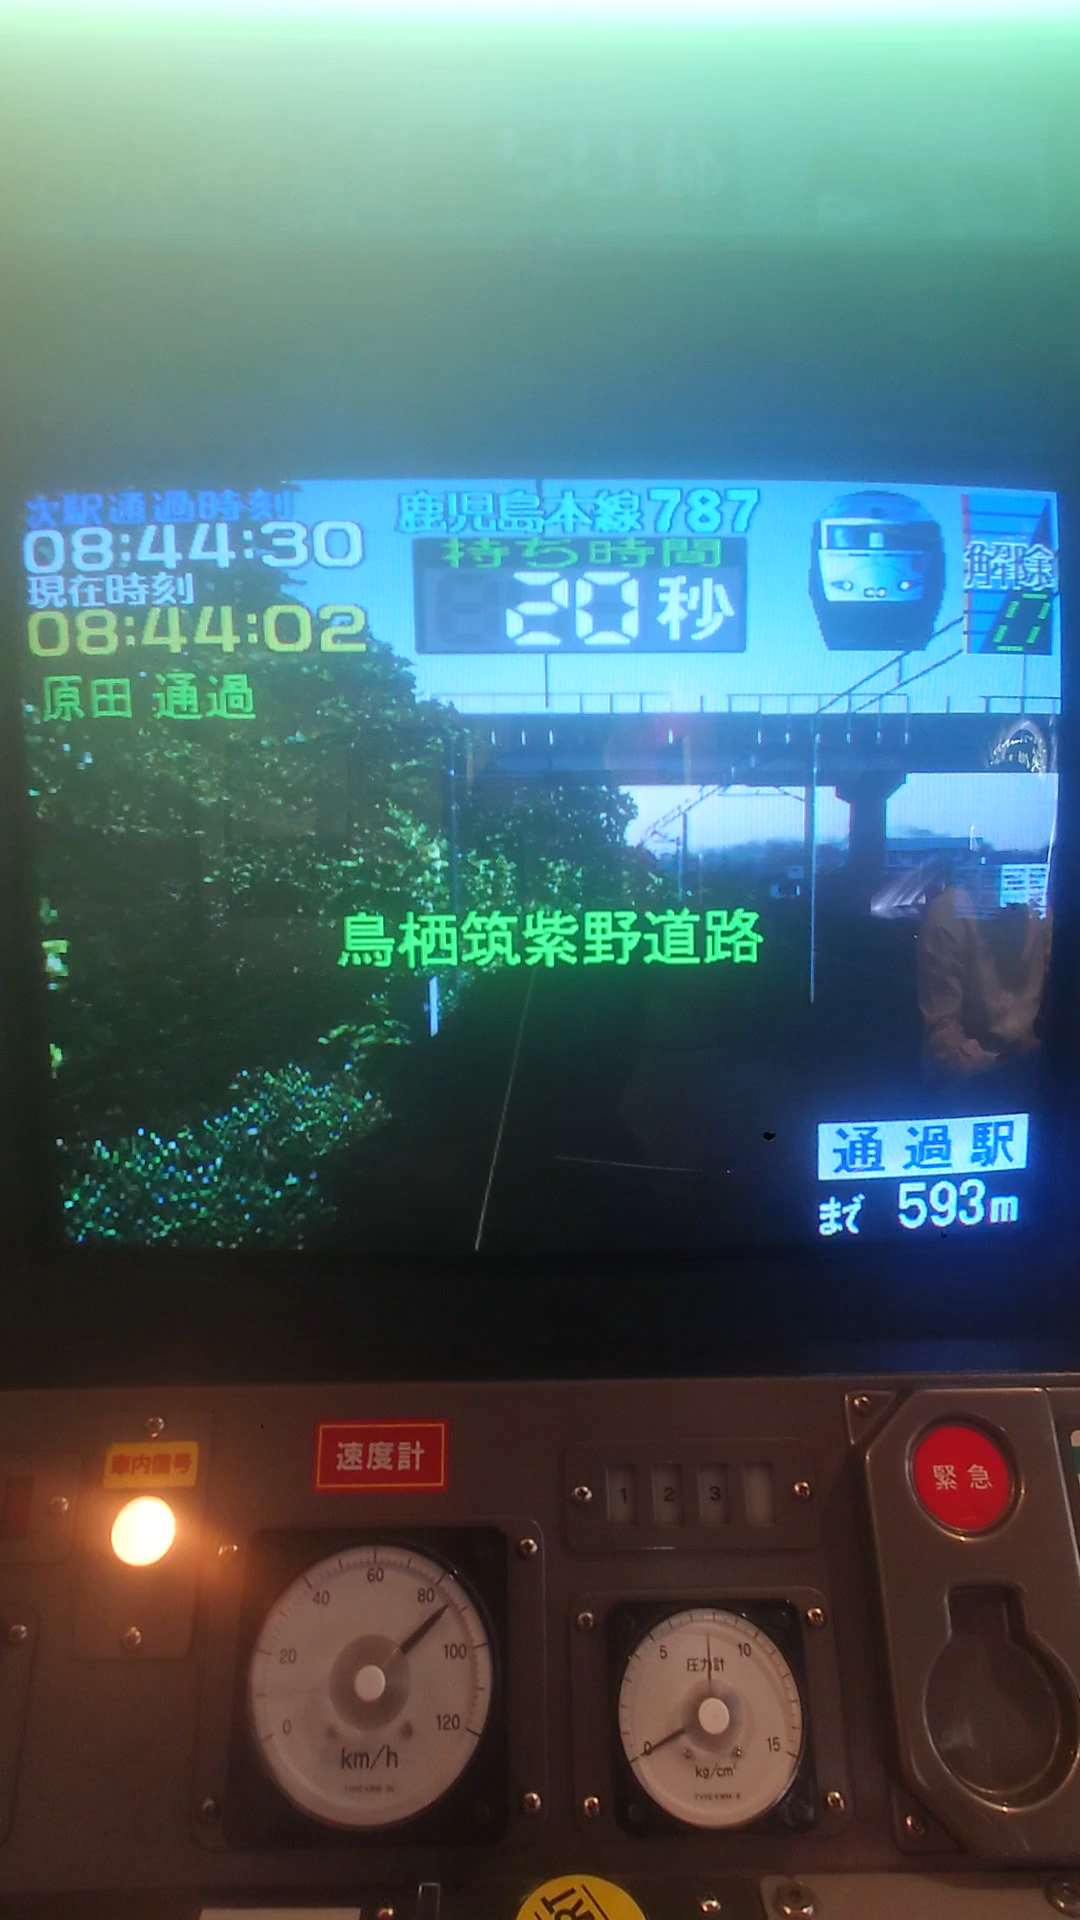 次駅通過時刻
08:44:30
現在時刻
08:44:02
原田 通過
鹿児島本線787
持ち時間
20秒
解除
鳥栖筑紫野道路
通過駅
まで 593m
車内信号
速度計
1 2 3
緊急
0 20 40 60 80 100 120
km/h
0 5 10 15
圧力計
kg/cm²